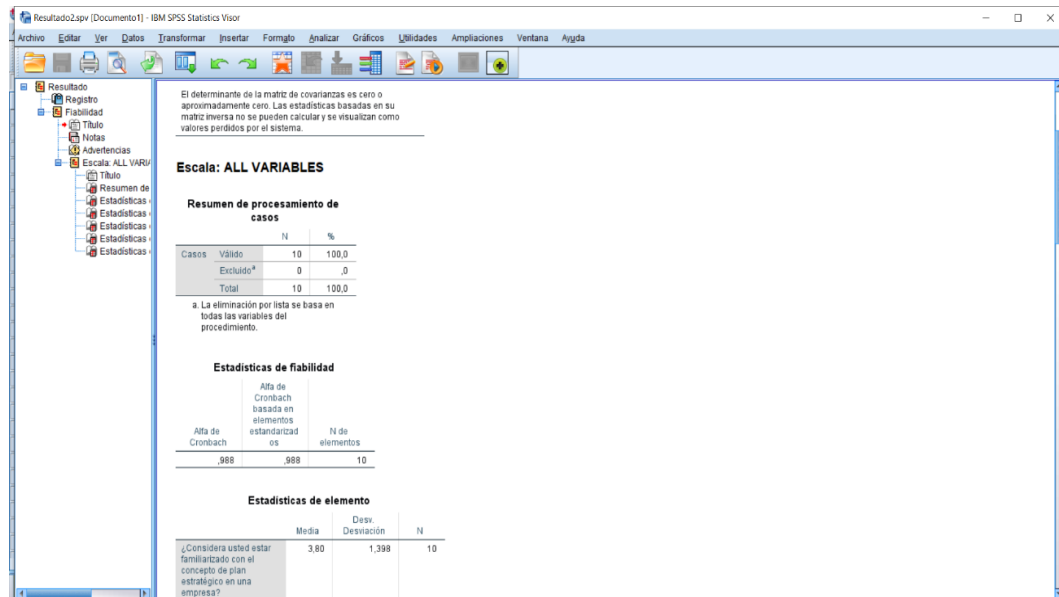 Resultado2.spv [Documento1] - IBM SPSS Statistics Visor
Archivo Editar Ver Datos Transformar Insertar Formato Analizar Gráficos Utilidades Ampliaciones Ventana Ayuda
Resultado
Registro
Fiabilidad
Título
Notas
Advertencias
Escala: ALL VARI
Título
Resumen de
Estadísticas
Estadísticas
Estadísticas
Estadísticas
Estadísticas
El determinante de la matriz de covarianzas es cero o
aproximadamente cero. Las estadísticas basadas en su
matriz inversa no se pueden calcular y se visualizan como
valores perdidos por el sistema.
Escala: ALL VARIABLES
Resumen de procesamiento de
casos
N %
Casos Válido 10 100,0
Excluido a 0 ,0
Total 10 100,0
a. La eliminación por lista se basa en
todas las variables del
procedimiento.
Estadísticas de fiabilidad
Alfa de
Cronbach
Alfa de
Cronbach
basada en
elementos
estandarizad
os
N de
elementos
,988 ,988 10
Estadísticas de elemento
Media
Desv.
Desviación
N
¿Considera usted estar 3,80 1,398 10
familiarizado con el
concepto de plan
estratégico en una
empresa?